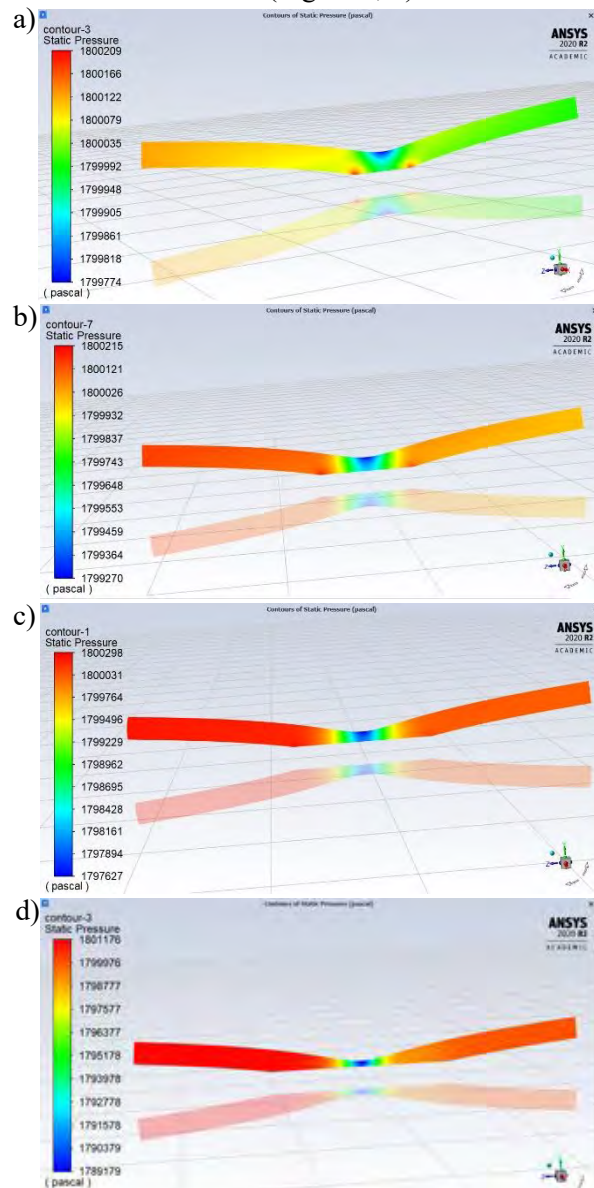 a)
Contours of Static Pressure (pascal)
contour-3
Static Pressure
1800209
1800166
1800122
1800079
1800035
1799992
1799948
1799905
1799861
1799818
1799774
( pascal )
ANSYS
2020 R2
ACADEMIC
Y
Z
b)
Contours of Static Pressure (pascal)
contour-7
Static Pressure
1800215
1800121
1800026
1799932
1799837
1799743
1799648
1799553
1799459
1799364
1799270
( pascal )
ANSYS
2020 R2
ACADEMIC
Z
c)
Contours of Static Pressure (pascal)
contour-1
Static Pressure
1800298
1800031
1799764
1799496
1799229
1798962
1798695
1798428
1798161
1797894
1797627
( pascal )
ANSYS
2020 R2
ACADEMIC
Z
d)
Contours of Static Pressure (pascal)
contour-3
Static Pressure
1801176
1799976
1798777
1797577
1796377
1795178
1793978
1792778
1791578
1790379
1789179
( pascal )
ANSYS
2020 R2
ACADEMIC
Z